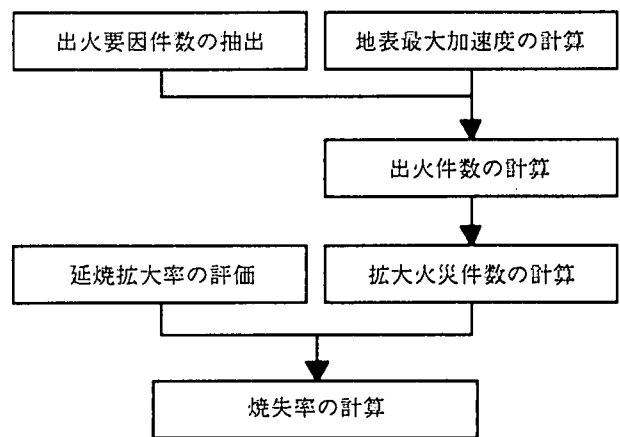 出火要因件数の抽出
地表最大加速度の計算
出火件数の計算
延焼拡大率の評価
拡大火災件数の計算
焼失率の計算